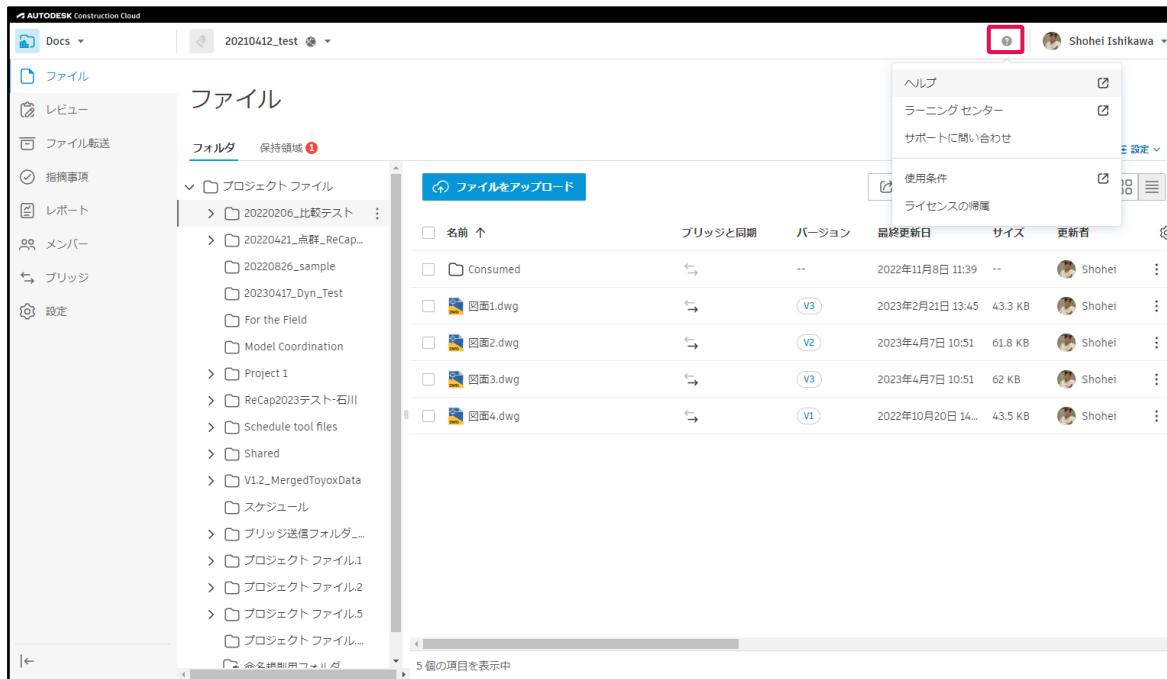 AUTODESK Construction Cloud
Docs
20210412_test
Shohei Ishikawa
ファイル
レビュー
ファイル転送
指摘事項
レポート
メンバー
ブリッジ
設定
ファイル
フォルダ 保持領域 1
設定
ヘルプ
ラーニング センター
サポートに問い合わせ
使用条件
ライセンスの帰属
プロジェクト ファイル
20220206_比較テスト
20220421_点群_ReCap...
20220826_sample
20230417_Dyn_Test
For the Field
Model Coordination
Project 1
ReCap2023テスト-石川
Schedule tool files
Shared
V1.2_MergedToyoxData
スケジュール
ブリッジ送信フォルダ_...
プロジェクト ファイル.1
プロジェクト ファイル.2
プロジェクト ファイル.5
プロジェクト ファイル....
命名規則用フォルダ
ファイルをアップロード
名前 ブリッジと同期 バージョン 最終更新日 サイズ 更新者
Consumed -- 2022年11月8日 11:39 -- Shohei
図面1.dwg V3 2023年2月21日 13:45 43.3 KB Shohei
図面2.dwg V2 2023年4月7日 10:51 61.8 KB Shohei
図面3.dwg V3 2023年4月7日 10:51 62 KB Shohei
図面4.dwg V1 2022年10月20日 14... 43.5 KB Shohei
5 個の項目を表示中